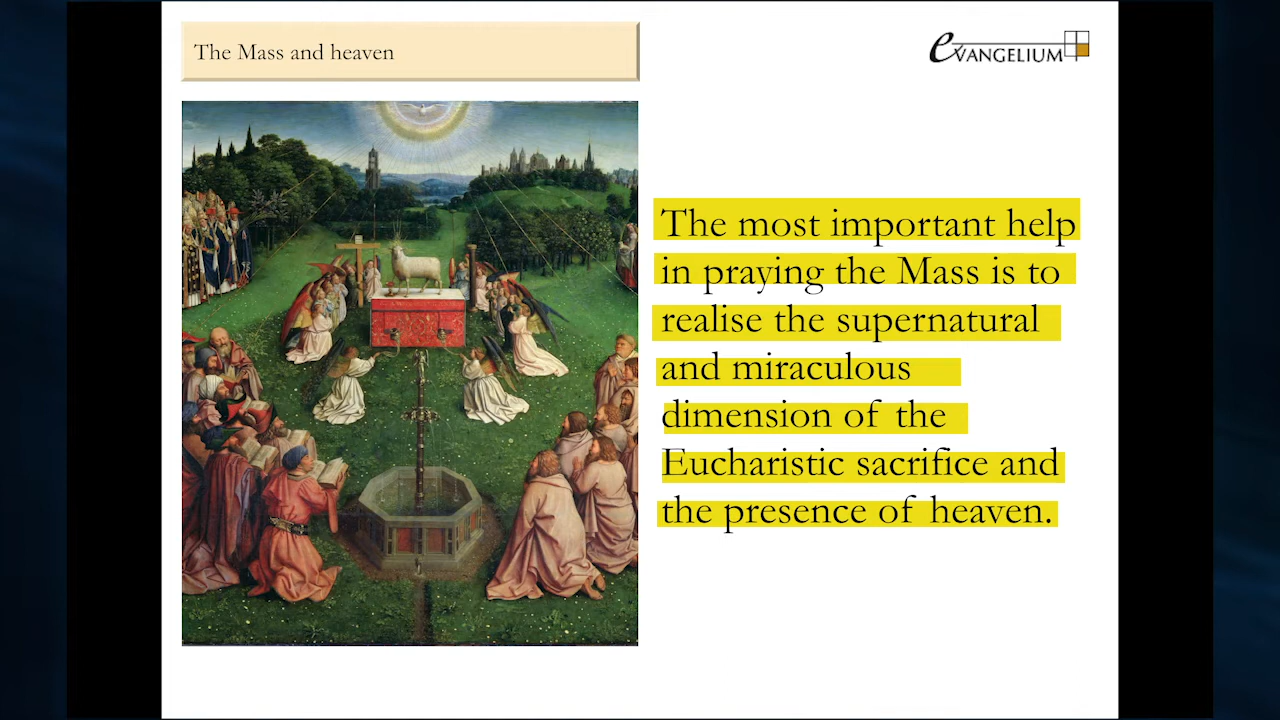 The Mass and heaven
eVANGELIUM
The most important help
in praying the Mass is to
realise the supernatural
and miraculous
dimension of the
Eucharistic sacrifice and
the presence of heaven.